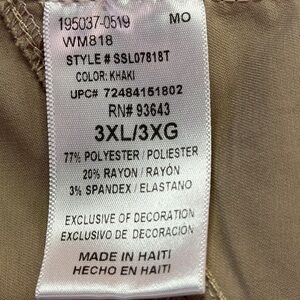 195037-0519 MO
WM818
STYLE # SSL07818T
COLOR: KHAKI
UPC# 72484151802
RN# 93643
3XL/3XG
77% POLYESTER / POLIESTER
20% RAYON / RAYÓN
3% SPANDEX / ELASTANO
EXCLUSIVE OF DECORATION
EXCLUSIVO DE DECORACIÓN
MADE IN HAITI
HECHO EN HAITI